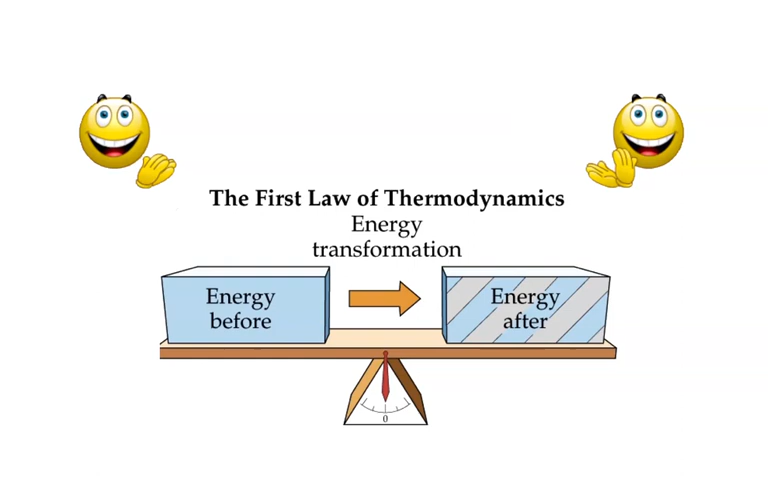 The First Law of Thermodynamics
Energy
transformation
Energy
before
Energy
after
0